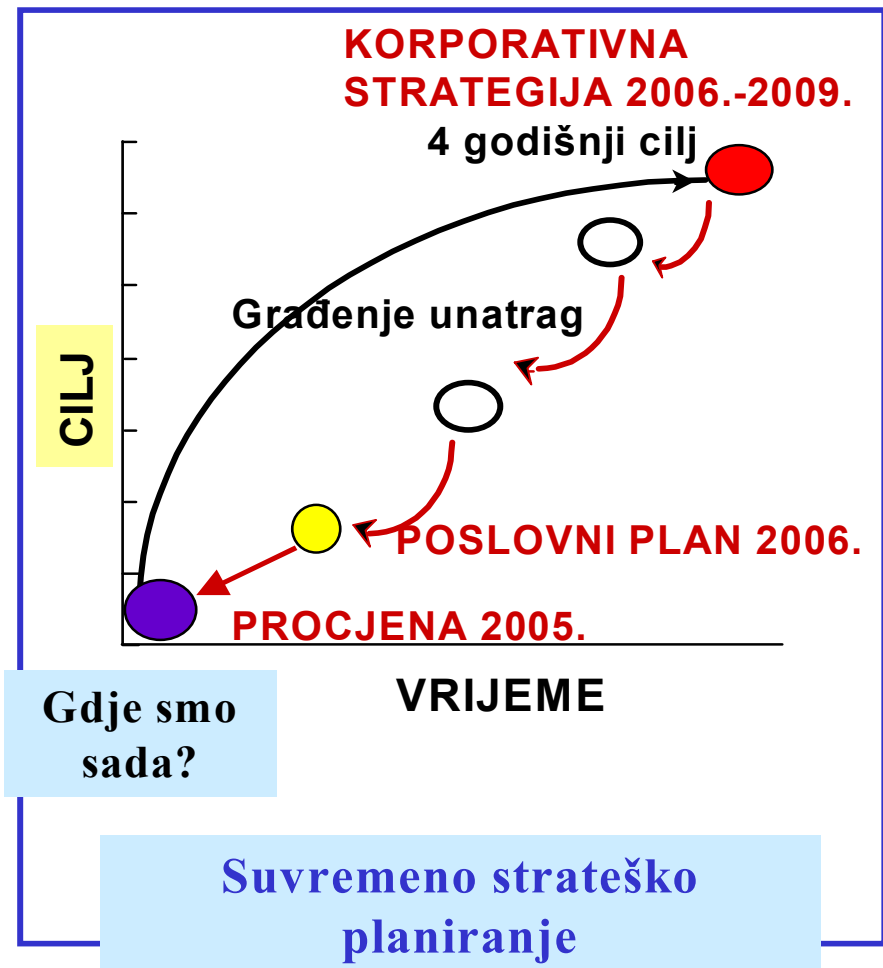 KORPORATIVNA
STRATEGIJA 2006.-2009.
4 godišnji cilj
Građenje unatrag
CILJ
POSLOVNI PLAN 2006.
PROCJENA 2005.
VRIJEME
Gdje smo
sada?
Suvremeno strateško
planiranje